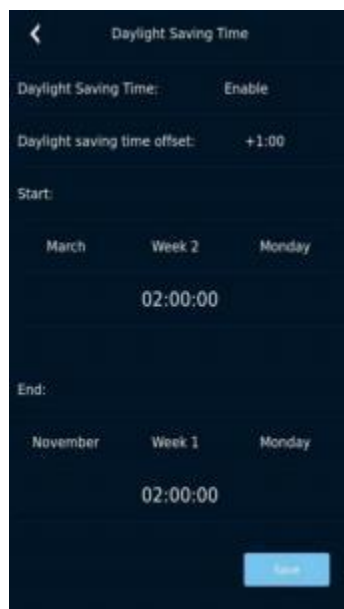 Daylight Saving Time
Daylight Saving Time: Enable
Daylight saving time offset: +1:00
Start:
March Week 2 Monday
02:00:00
End:
November Week 1 Monday
02:00:00
Save